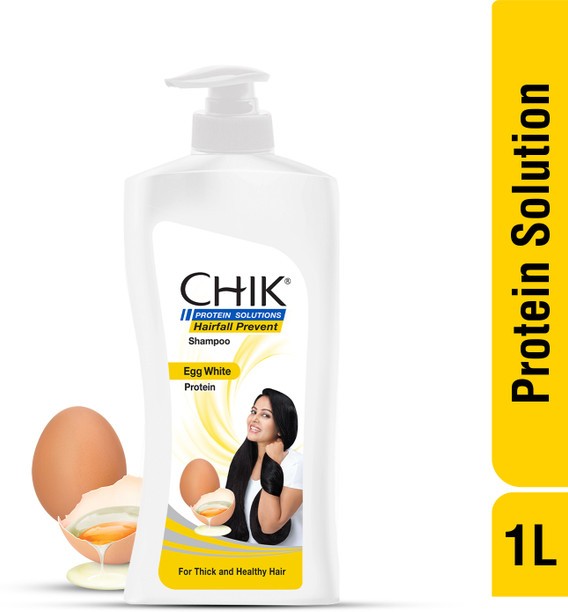 CHIK®
PROTEIN SOLUTIONS
Hairfall Prevent
Shampoo
Egg White
Protein
For Thick and Healthy Hair
Protein Solution
1L